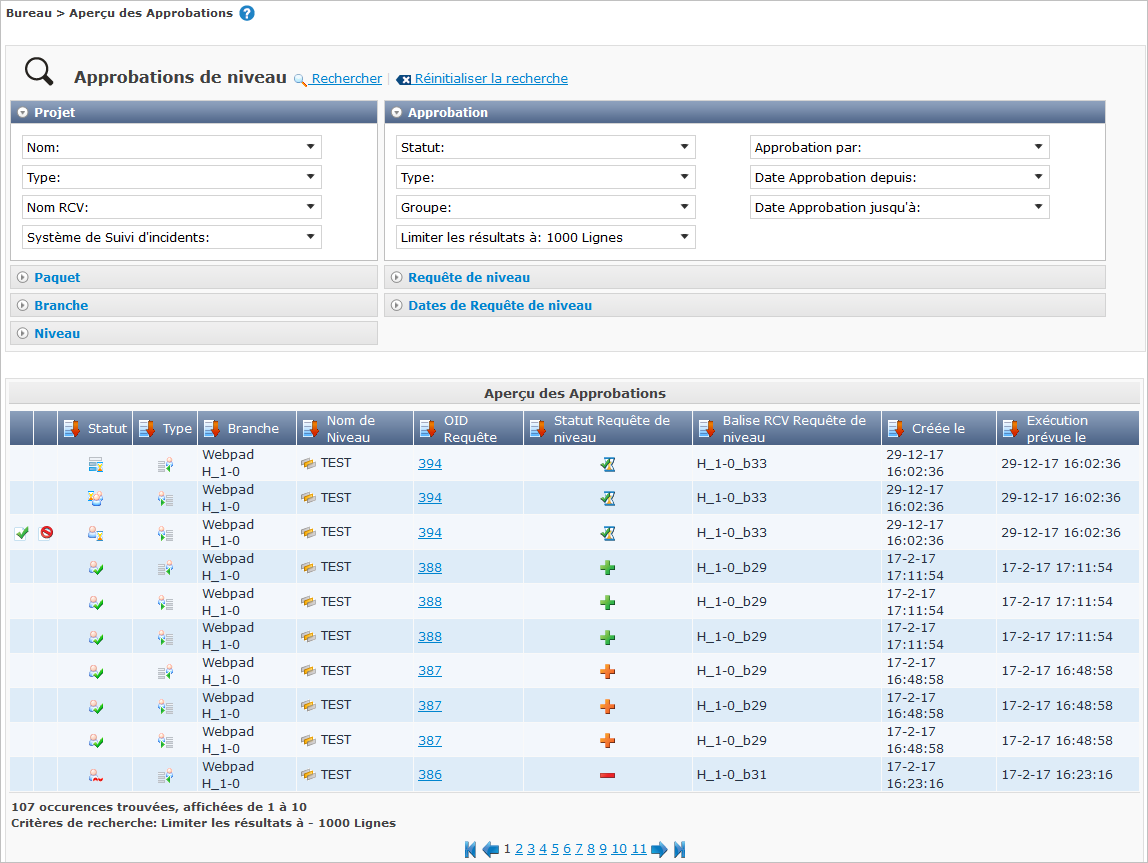 Bureau > Aperçu des Approbations ?
Approbations de niveau Rechercher | Réinitialiser la recherche
Projet
Nom:
Type:
Nom RCV:
Système de Suivi d'incidents:
Paquet
Branche
Niveau
Approbation
Statut:
Type:
Groupe:
Limiter les résultats à: 1000 Lignes
Approbation par:
Date Approbation depuis:
Date Approbation jusqu'à:
Requête de niveau
Dates de Requête de niveau
Aperçu des Approbations
Statut Type Branche Nom de Niveau OID Requête Statut Requête de niveau Balise RCV Requête de niveau Créée le Exécution prévue le
Webpad H_1-0 TEST 394 H_1-0_b33 29-12-17 16:02:36 29-12-17 16:02:36
Webpad H_1-0 TEST 394 H_1-0_b33 29-12-17 16:02:36 29-12-17 16:02:36
Webpad H_1-0 TEST 394 H_1-0_b33 29-12-17 16:02:36 29-12-17 16:02:36
Webpad H_1-0 TEST 388 H_1-0_b29 17-2-17 17:11:54 17-2-17 17:11:54
Webpad H_1-0 TEST 388 H_1-0_b29 17-2-17 17:11:54 17-2-17 17:11:54
Webpad H_1-0 TEST 388 H_1-0_b29 17-2-17 17:11:54 17-2-17 17:11:54
Webpad H_1-0 TEST 387 H_1-0_b29 17-2-17 16:48:58 17-2-17 16:48:58
Webpad H_1-0 TEST 387 H_1-0_b29 17-2-17 16:48:58 17-2-17 16:48:58
Webpad H_1-0 TEST 387 H_1-0_b29 17-2-17 16:48:58 17-2-17 16:48:58
Webpad H_1-0 TEST 386 H_1-0_b31 17-2-17 16:23:16 17-2-17 16:23:16
107 occurences trouvées, affichées de 1 à 10
Critères de recherche: Limiter les résultats à - 1000 Lignes
1 2 3 4 5 6 7 8 9 10 11